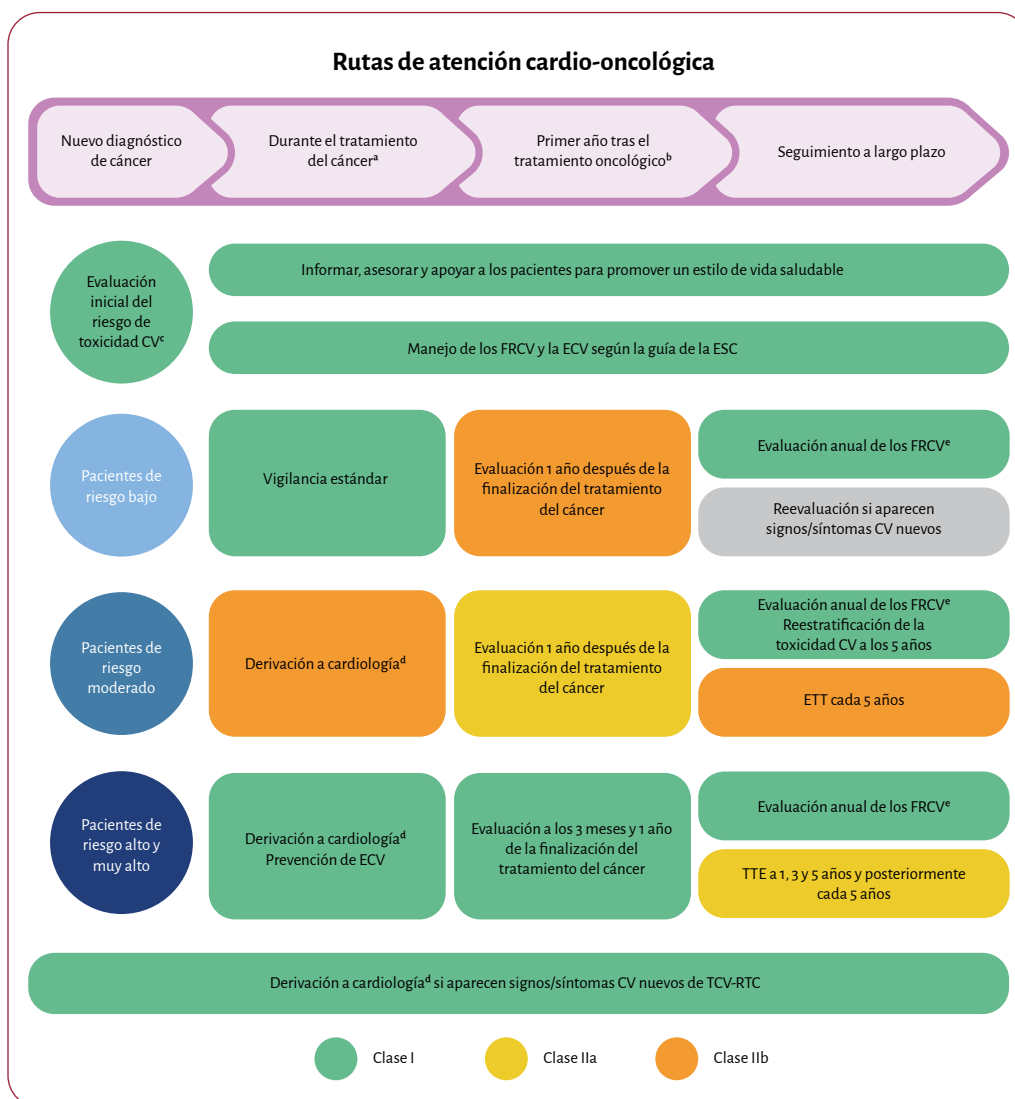 Rutas de atención cardio-oncológica
Nuevo diagnóstico
de cáncer
Durante el tratamiento
del cáncerᵃ
Primer año tras el
tratamiento oncológicoᵇ
Seguimiento a largo plazo
Evaluación
inicial del
riesgo de
toxicidad CVᶜ
Informar, asesorar y apoyar a los pacientes para promover un estilo de vida saludable
Manejo de los FRCV y la ECV según la guía de la ESC
Pacientes de
riesgo bajo
Vigilancia estándar
Evaluación 1 año después de la
finalización del tratamiento
del cáncer
Evaluación anual de los FRCVᵉ
Reevaluación si aparecen
signos/síntomas CV nuevos
Pacientes de
riesgo
moderado
Derivación a cardiologíaᵈ
Evaluación 1 año después de la
finalización del tratamiento
del cáncer
Evaluación anual de los FRCVᵉ
Reestratificación de la
toxicidad CV a los 5 años
ETT cada 5 años
Pacientes de
riesgo alto y
muy alto
Derivación a cardiologíaᵈ
Prevención de ECV
Evaluación a los 3 meses y 1 año
de la finalización del
tratamiento del cáncer
Evaluación anual de los FRCVᵉ
TTE a 1, 3 y 5 años y posteriormente
cada 5 años
Derivación a cardiologíaᵈ si aparecen signos/síntomas CV nuevos de TCV-RTC
Clase I
Clase IIa
Clase IIb